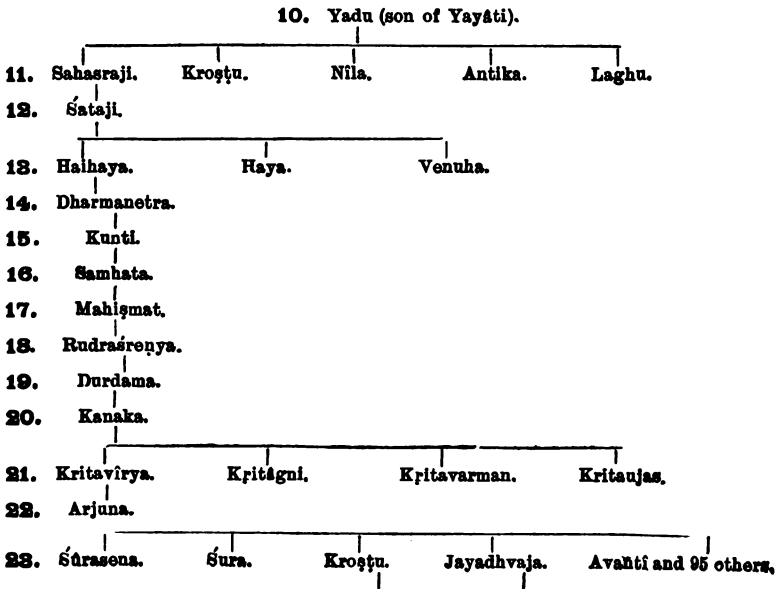 10. Yadu (son of Yayâti).
11. Sahasraji. Kroṣṭu. Nîla. Antika. Laghu.
12. Śataji.
13. Haihaya. Haya. Venuha.
14. Dharmanetra.
15. Kunti.
16. Samhata.
17. Mahiṣmat.
18. Rudraśreṇya.
19. Durdama.
20. Kanaka.
21. Kritavîrya. Kṛitâgni. Kṛitavarman. Kritaujas.
22. Arjuna.
23. Śûrasena. Śura. Kroṣṭu. Jayadhvaja. Avañtî and 95 others.